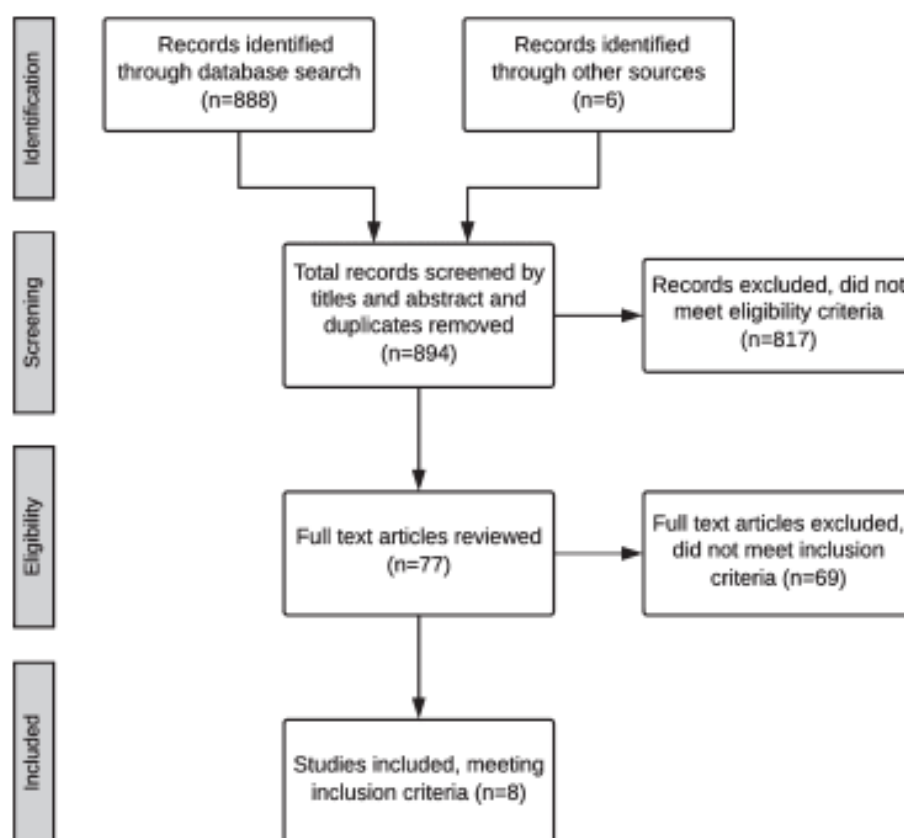 Identification
Records identified
through database search
(n=888)
Records identified
through other sources
(n=6)
Screening
Total records screened by
titles and abstract and
duplicates removed
(n=894)
Records excluded, did not
meet eligibility criteria
(n=817)
Eligibility
Full text articles reviewed
(n=77)
Full text articles excluded,
did not meet inclusion
criteria (n=69)
Included
Studies included, meeting
inclusion criteria (n=8)